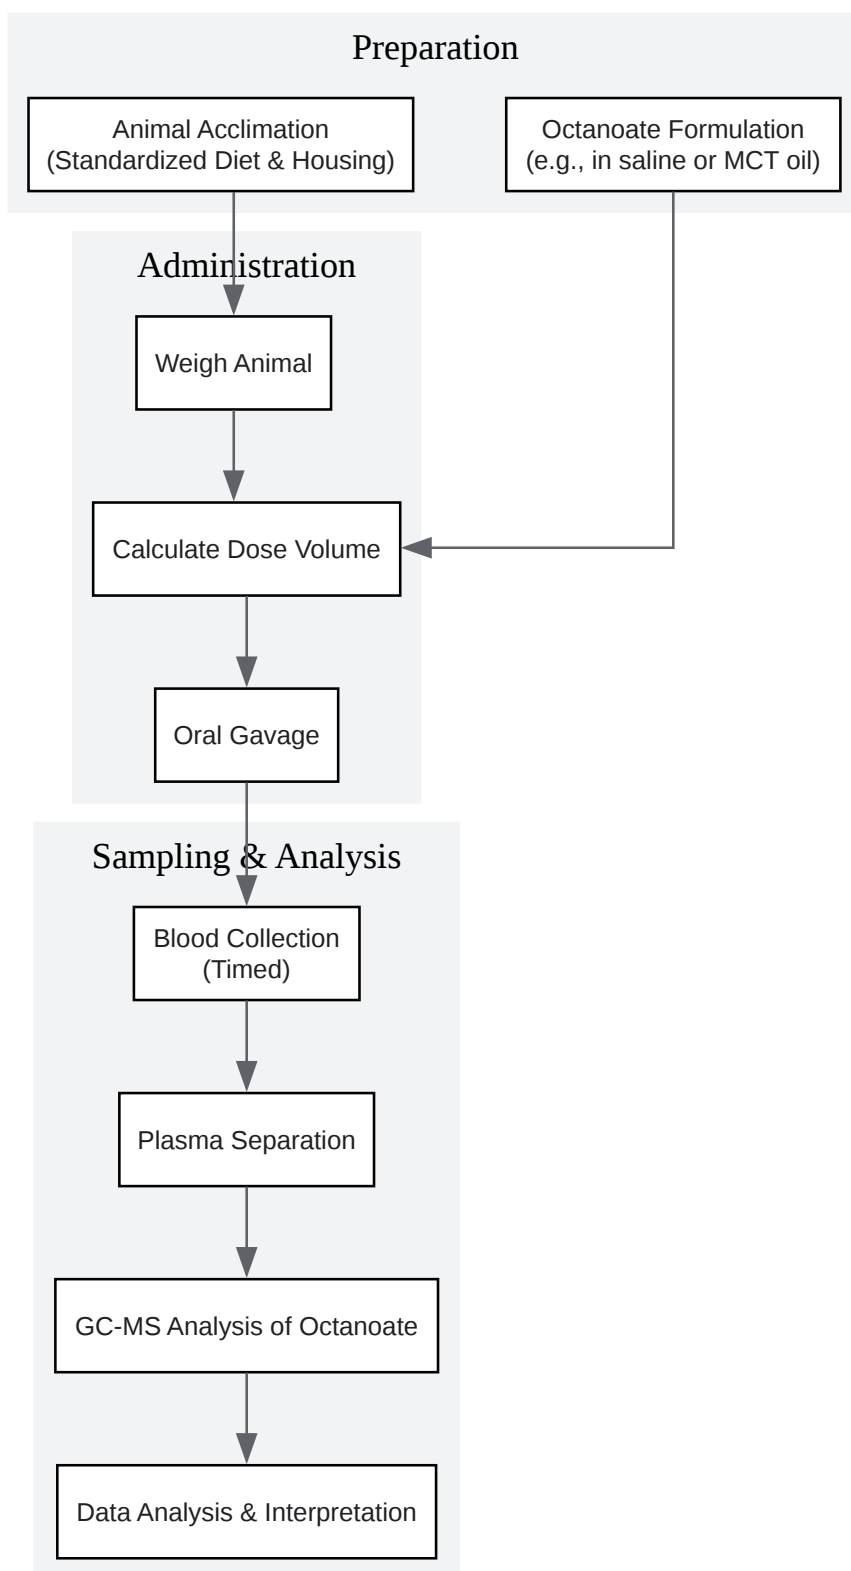 Preparation
Animal Acclimation
(Standardized Diet & Housing)
Octanoate Formulation
(e.g., in saline or MCT oil)
Administration
Weigh Animal
Calculate Dose Volume
Oral Gavage
Sampling & Analysis
Blood Collection
(Timed)
Plasma Separation
GC-MS Analysis of Octanoate
Data Analysis & Interpretation